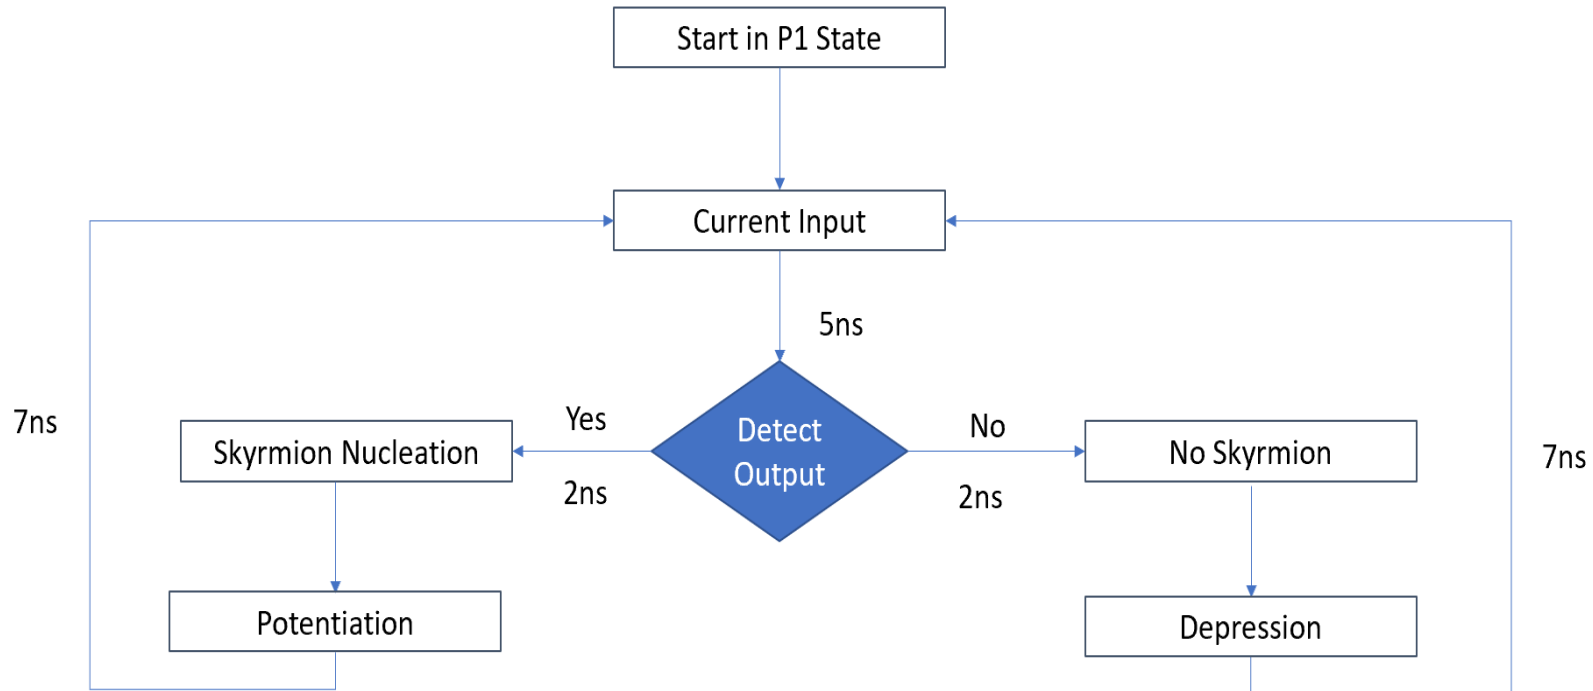 Start in P1 State
Current Input
5ns
7ns
Skyrmion Nucleation
Yes
2ns
Detect
Output
No
2ns
No Skyrmion
7ns
Potentiation
Depression